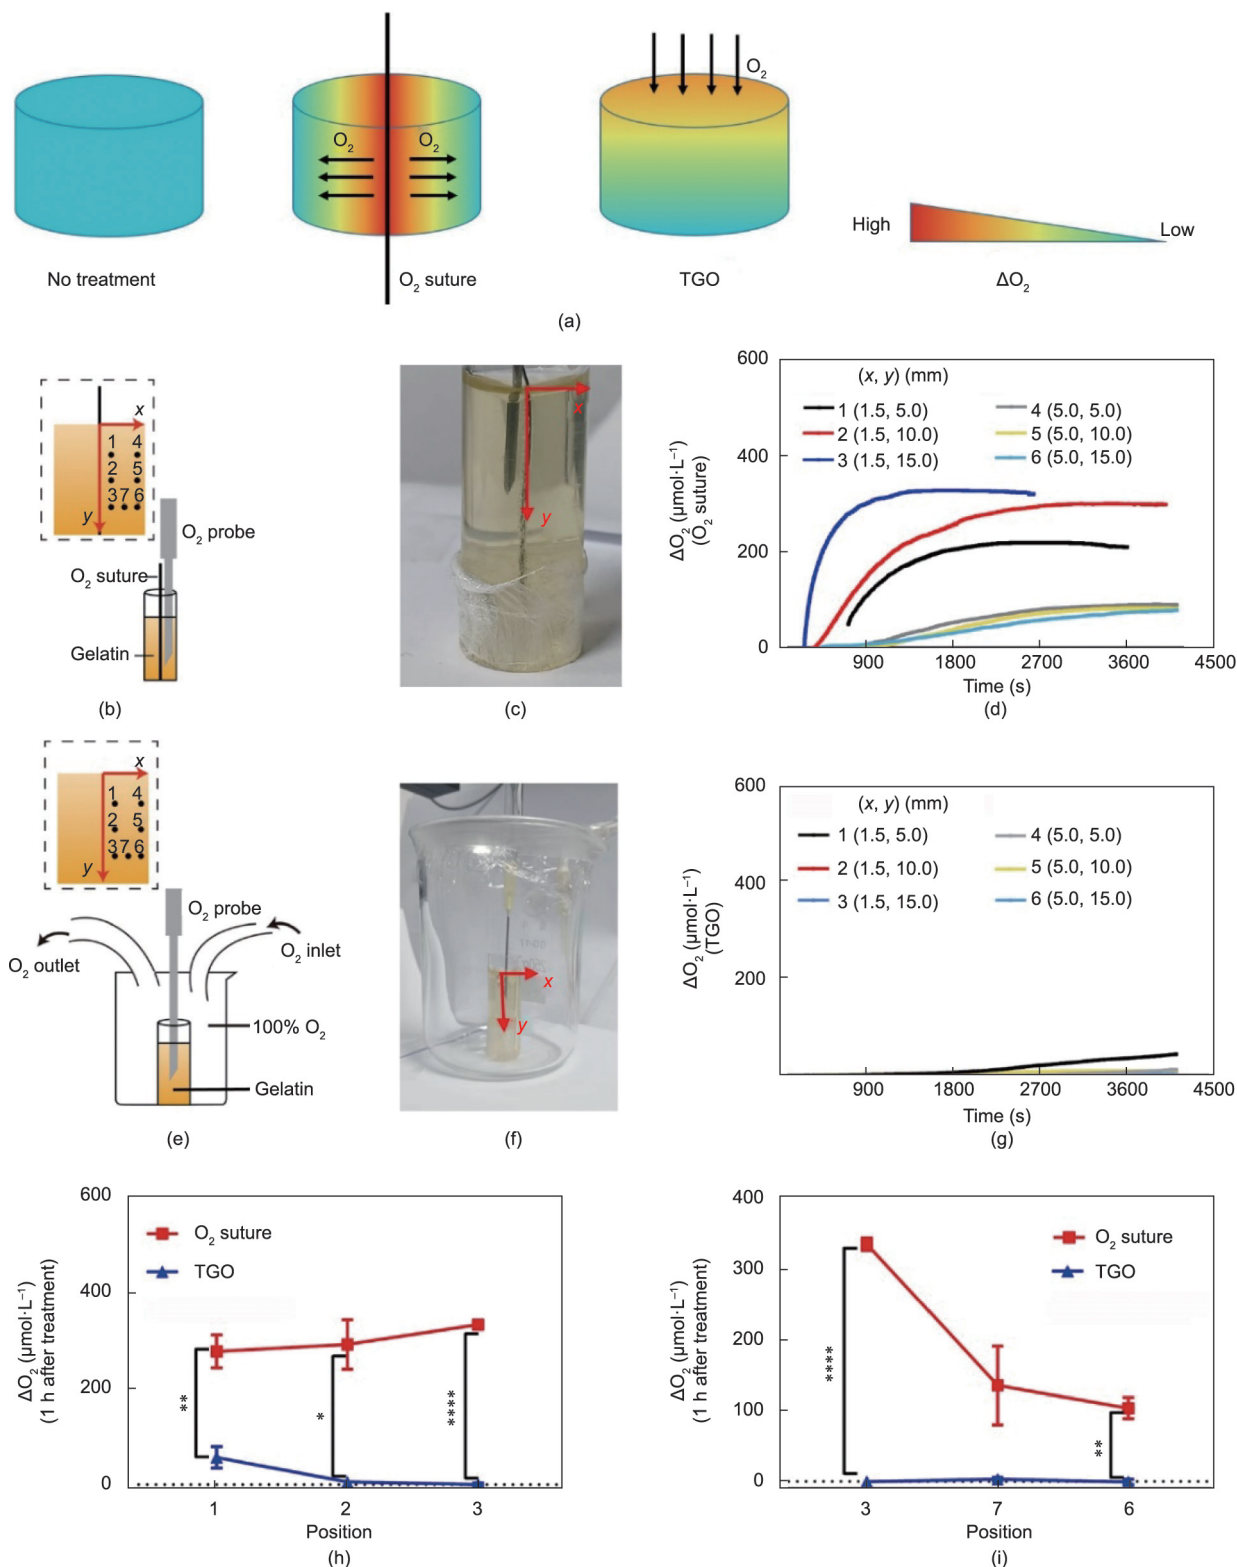 O₂
O₂
O₂
High
Low
No treatment
O₂ suture
TGO
ΔO₂
(a)
x
1 4
2 5
3 7 6
y
O₂ probe
O₂ suture
Gelatin
(b)
x
y
(c)
600
400
200
0
ΔO₂ (μmol·L⁻¹)
(O₂ suture)
(x, y) (mm)
1 (1.5, 5.0)
2 (1.5, 10.0)
3 (1.5, 15.0)
4 (5.0, 5.0)
5 (5.0, 10.0)
6 (5.0, 15.0)
900 1800 2700 3600 4500
Time (s)
(d)
x
1 4
2 5
3 7 6
y
O₂ probe
O₂ inlet
O₂ outlet
100% O₂
Gelatin
(e)
x
y
(f)
600
400
200
ΔO₂ (μmol·L⁻¹)
(TGO)
(x, y) (mm)
1 (1.5, 5.0)
2 (1.5, 10.0)
3 (1.5, 15.0)
4 (5.0, 5.0)
5 (5.0, 10.0)
6 (5.0, 15.0)
900 1800 2700 3600 4500
Time (s)
(g)
600
400
200
0
ΔO₂ (μmol·L⁻¹)
(1 h after treatment)
O₂ suture
TGO
**
*
****
1 2 3
Position
(h)
400
300
200
100
0
ΔO₂ (μmol·L⁻¹)
(1 h after treatment)
O₂ suture
TGO
****
**
3 7 6
Position
(i)